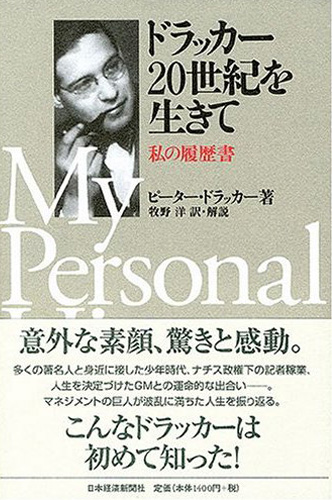 ドラッカー
20世紀を
生きて
私の履歴書
ピーター・ドラッカー著
牧野 洋 訳・解説
My
Personal
意外な素顔、驚きと感動。
多くの著名人と身近に接した少年時代、ナチス政権下の記者稼業、
人生を決定づけたGMとの運命的な出合い――。
マネジメントの巨人が波乱に満ちた人生を振り返る。
こんなドラッカーは
初めて知った!
日本経済新聞社 定価(本体1400円+税)